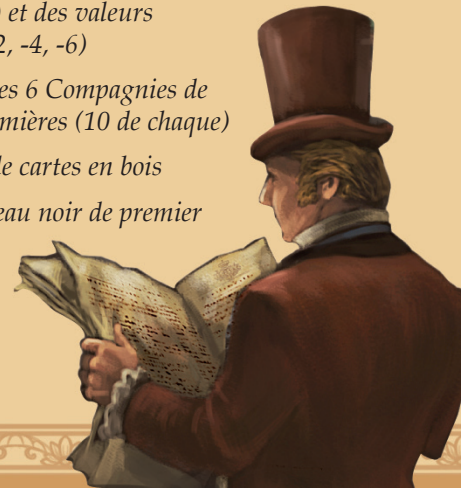 et des valeurs
2, -4, -6)
es 6 Compagnies de
mières (10 de chaque)
de cartes en bois
eau noir de premier